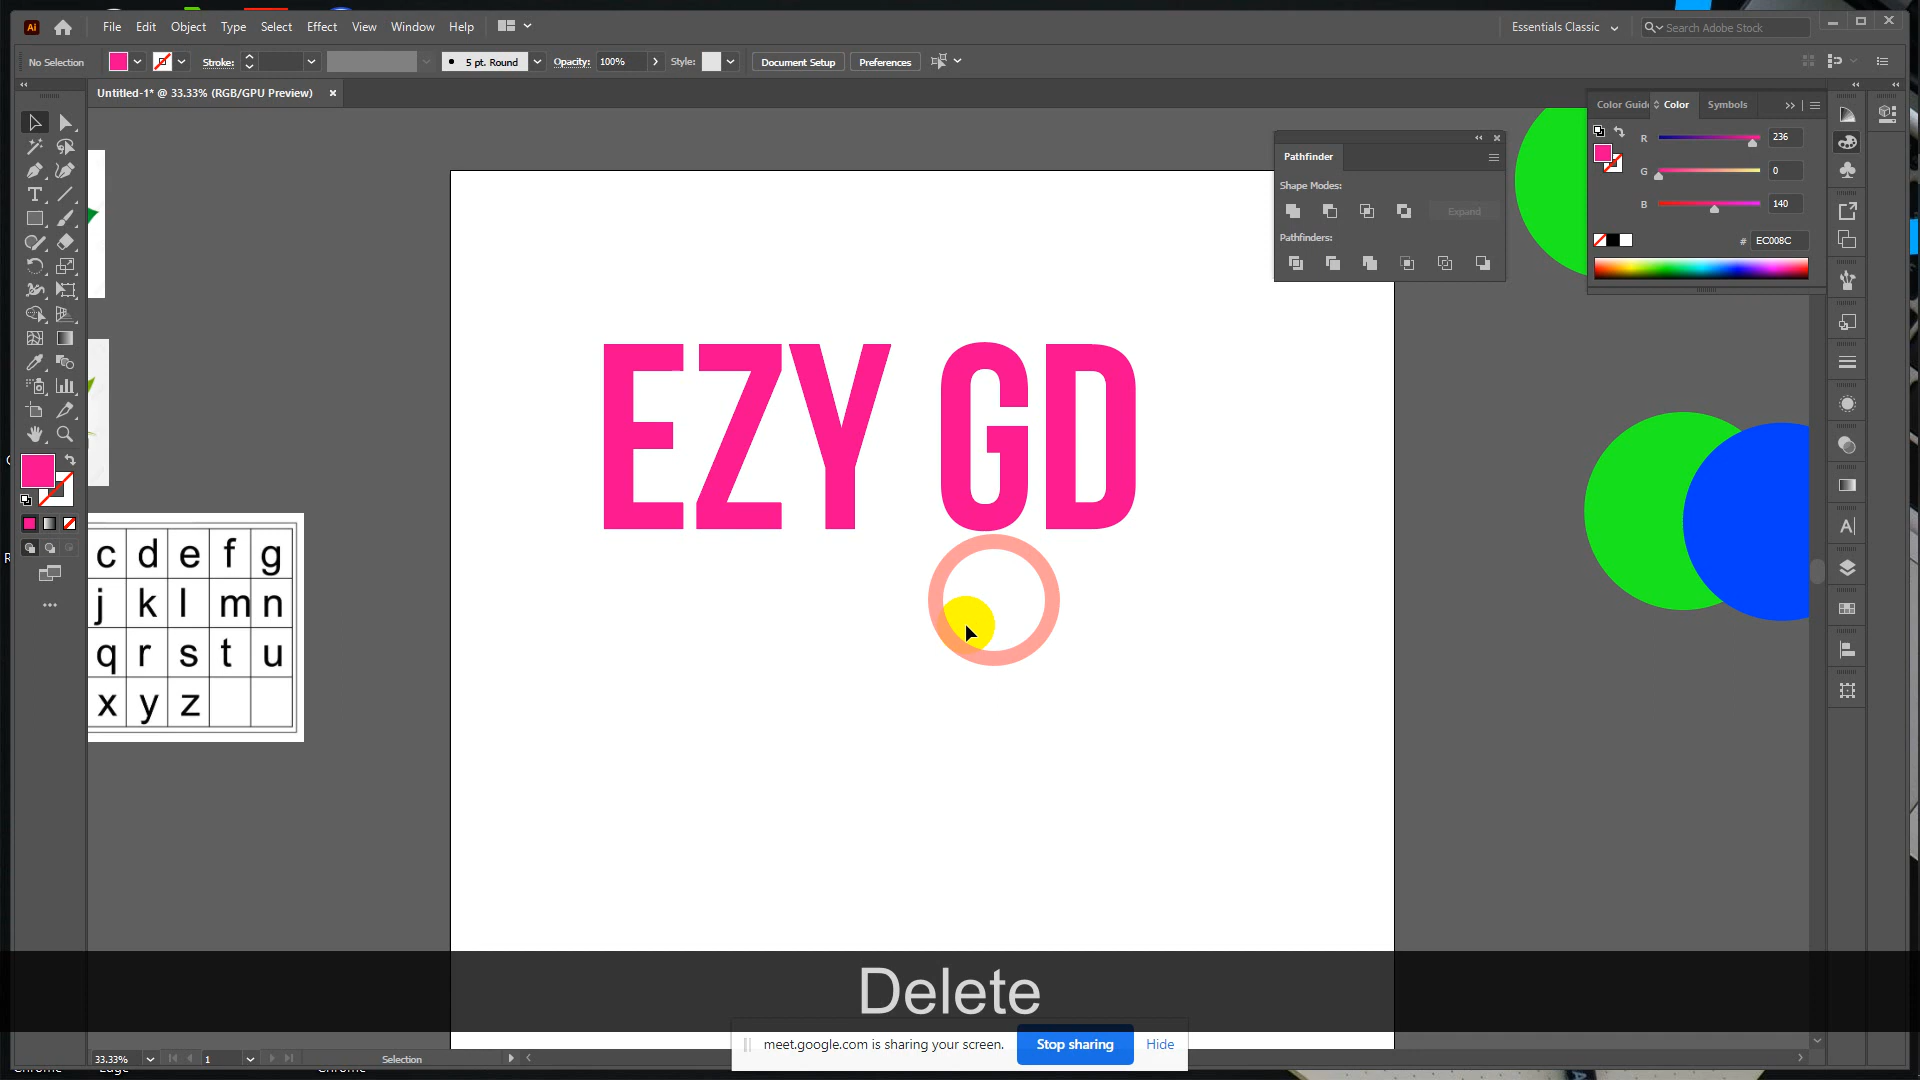 Ai File Edit Object Type Select Effect View Window Help
Essentials Classic
Search Adobe Stock
No Selection Stroke: 5 pt. Round Opacity: 100% Style: Document Setup Preferences
Untitled-1* @ 33.33% (RGB/GPU Preview)
Color Guide Color Symbols
R 236
G 0
B 140
# EC008C
Pathfinder
Shape Modes:
Expand
Pathfinders:
EZY GD
c d e f g
j k l m n
q r s t u
x y z
Delete
33.33% 1 Selection
meet.google.com is sharing your screen. Stop sharing Hide